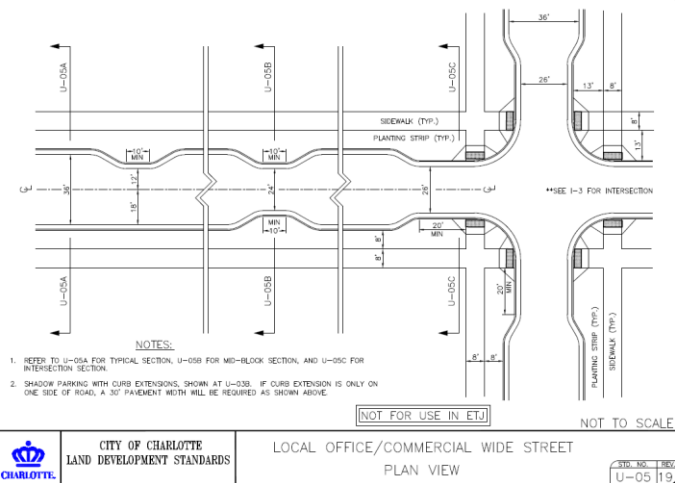 36'
U-05A
U-05B
U-05C
26'
13'
8'
SIDEWALK (TYP.)
PLANTING STRIP (TYP.)
8'
13'
10'
MIN
10'
MIN
36'
12'
18'
24'
26'
**SEE I-3 FOR INTERSECTION
MIN
10'
20'
MIN
8'
8'
20'
MIN
U-05A
U-05B
U-05C
8'
8'
PLANTING STRIP (TYP.)
SIDEWALK (TYP.)
NOTES:
1. REFER TO U-05A FOR TYPICAL SECTION, U-05B FOR MID-BLOCK SECTION, AND U-05C FOR
INTERSECTION SECTION.
2. SHADOW PARKING WITH CURB EXTENSIONS, SHOWN AT U-03B. IF CURB EXTENSION IS ONLY ON
ONE SIDE OF ROAD, A 30' PAVEMENT WIDTH WILL BE REQUIRED AS SHOWN ABOVE.
NOT FOR USE IN ETJ
NOT TO SCALE
CHARLOTTE.
CITY OF CHARLOTTE
LAND DEVELOPMENT STANDARDS
LOCAL OFFICE/COMMERCIAL WIDE STREET
PLAN VIEW
STD. NO. REV.
U-05 19